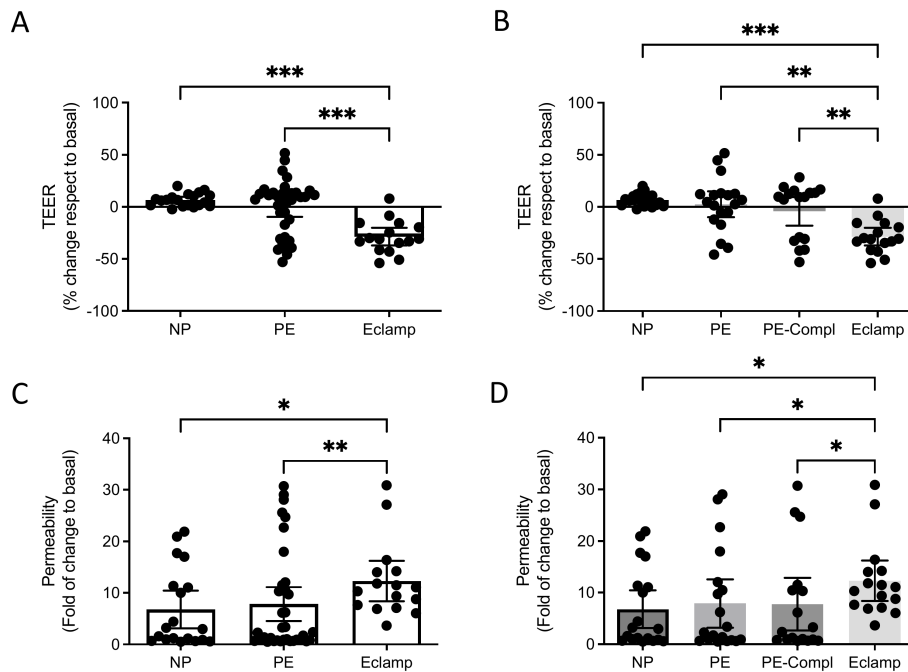 A
***
***
100
50
0
-50
-100
TEER
(% change respect to basal)
NP PE Eclamp
B
***
**
**
100
50
0
-50
-100
TEER
(% change respect to basal)
NP PE PE-Compl Eclamp
C
*
**
40
30
20
10
0
Permeability
(Fold of change to basal)
NP PE Eclamp
D
*
*
*
40
30
20
10
0
Permeability
(Fold of change to basal)
NP PE PE-Compl Eclamp